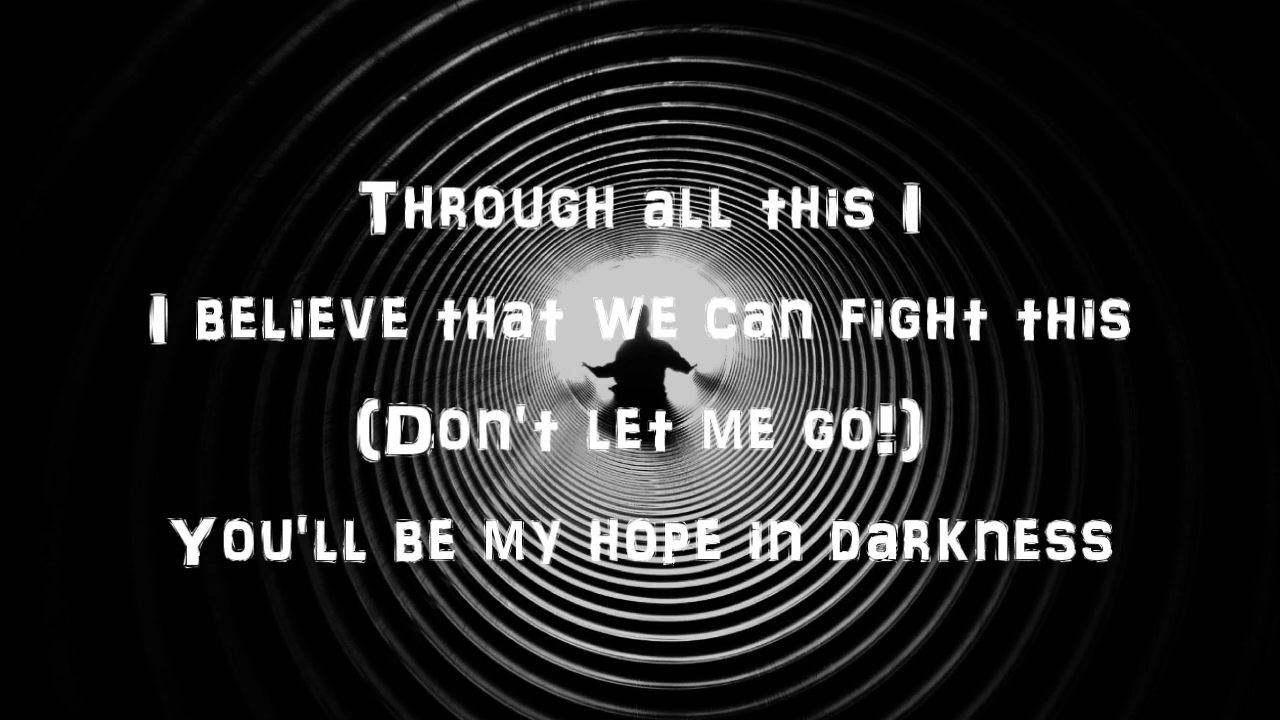 Through all this I
I believe that we can fight this
(Don't let me go!)
You'll be my hope in darkness